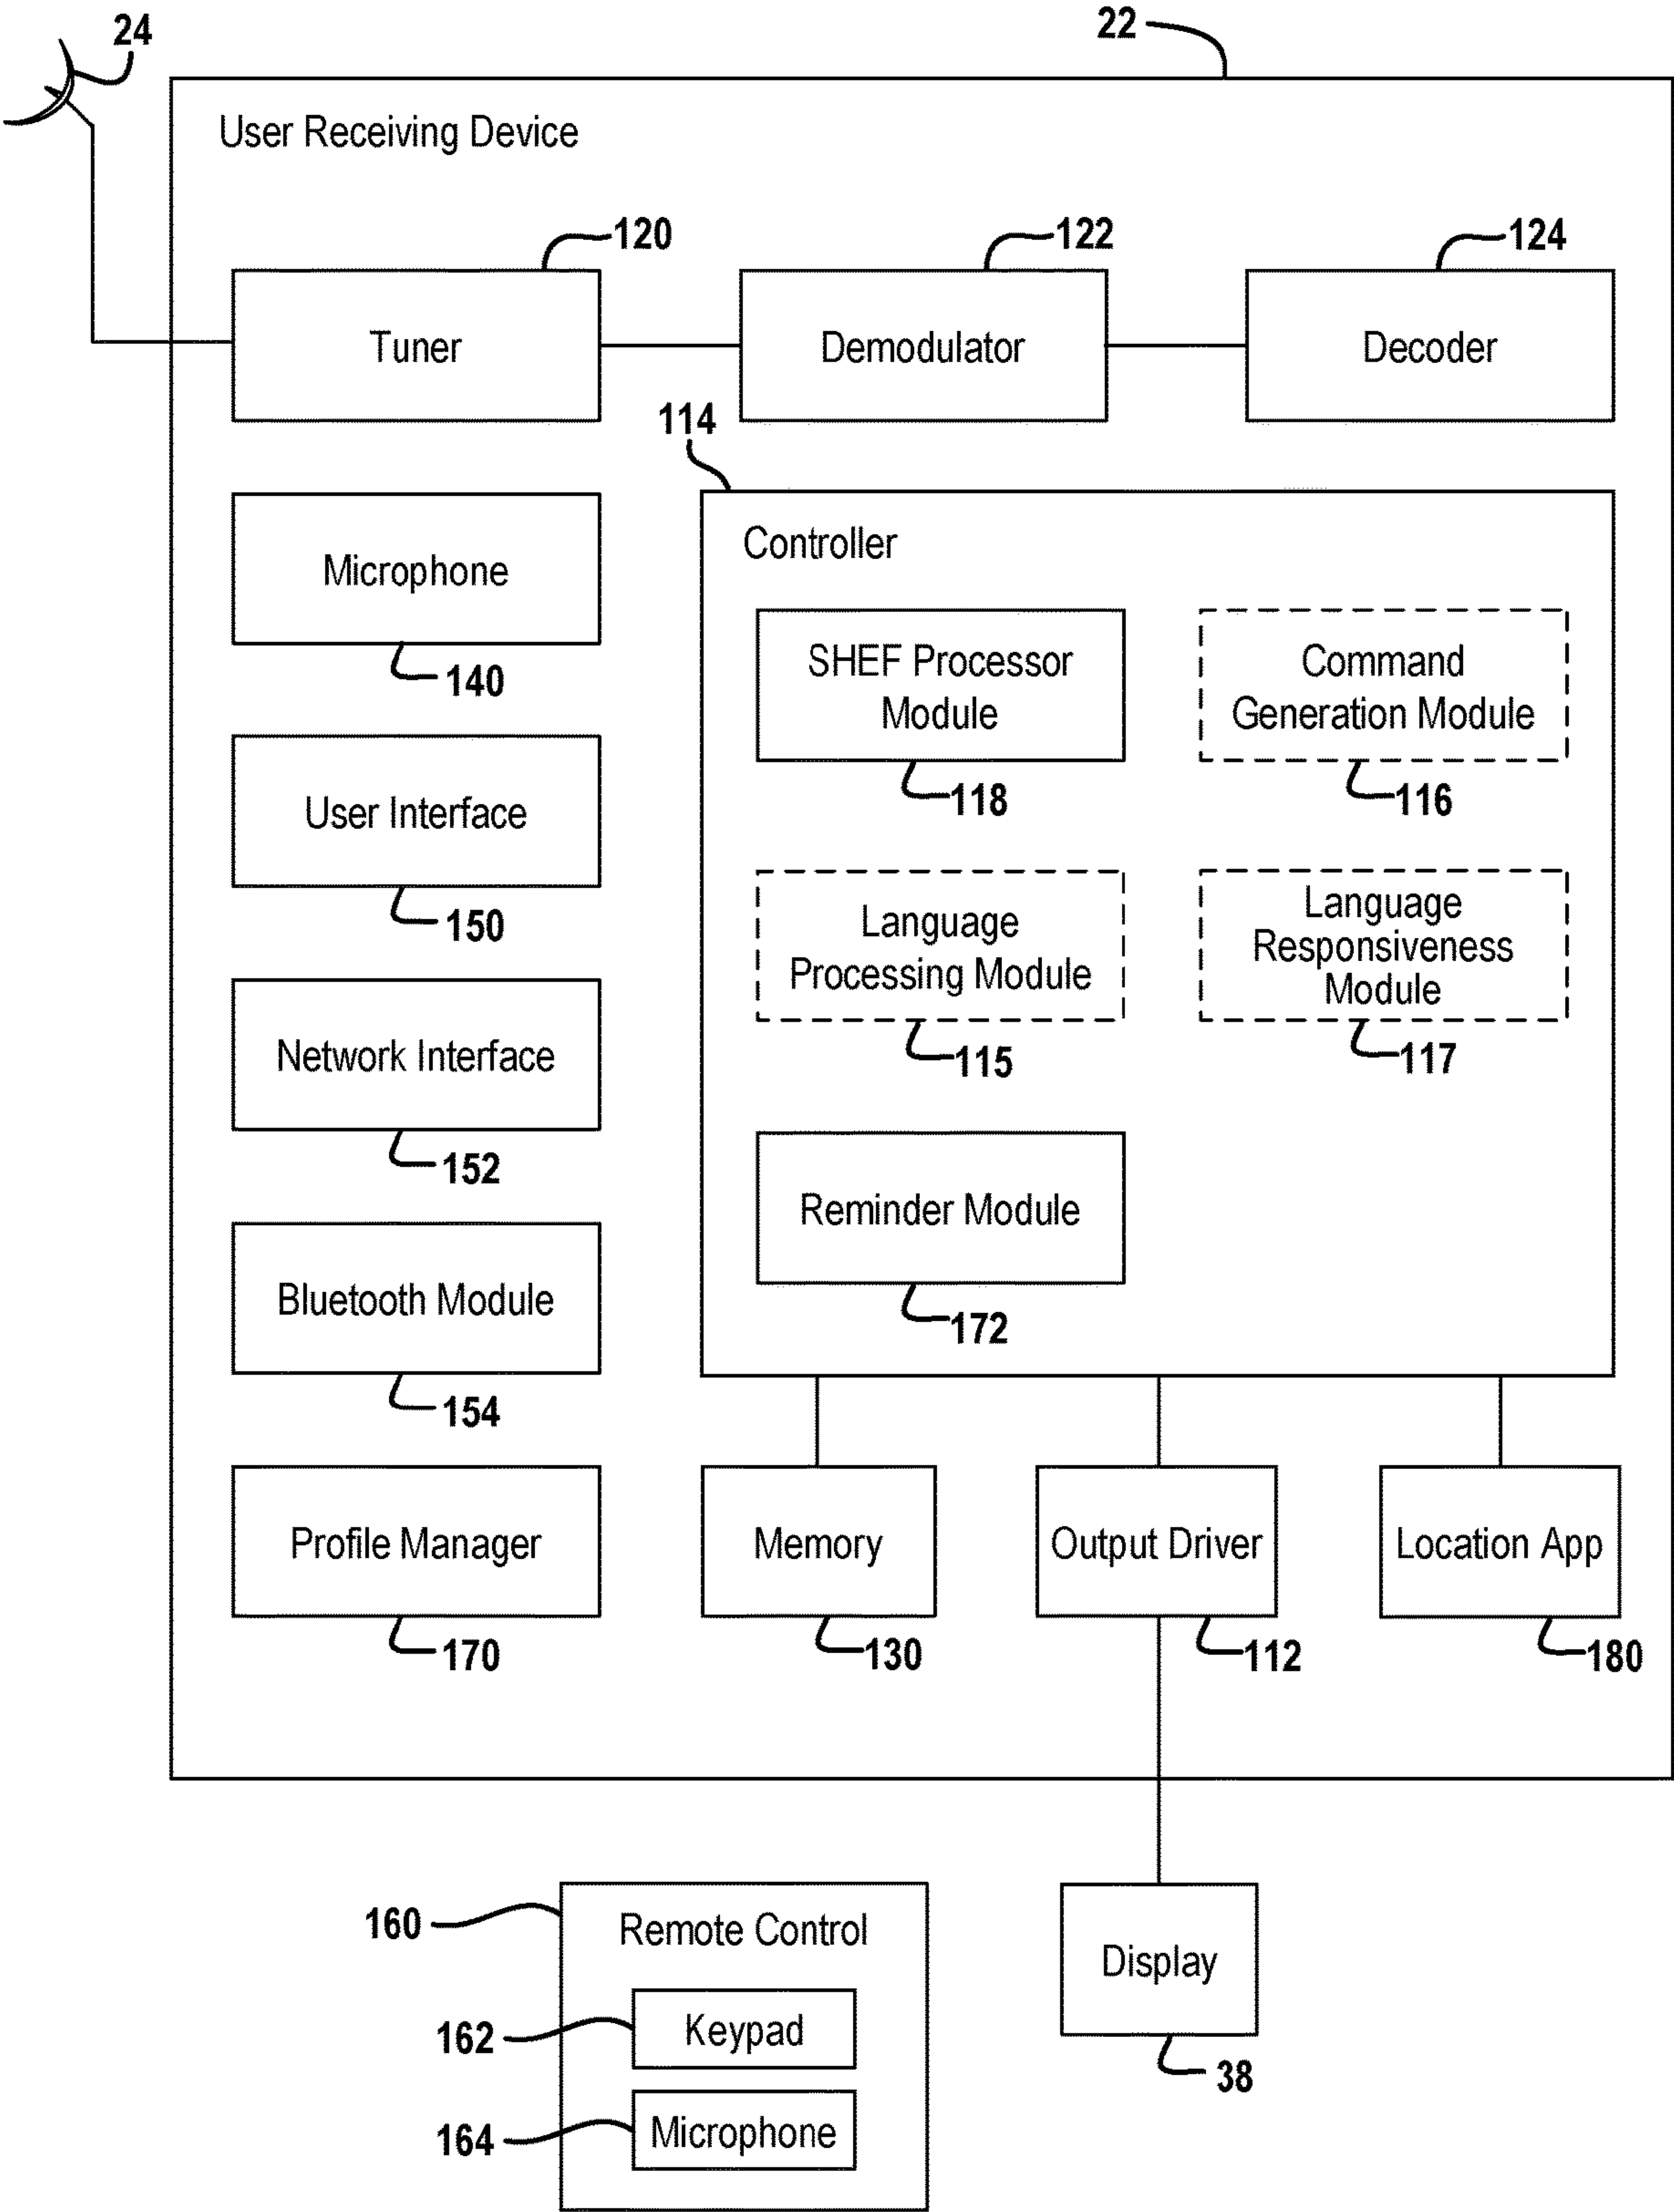 24
22
User Receiving Device
120
122
124
Tuner
Demodulator
Decoder
114
Microphone
140
Controller
SHEF Processor
Module
118
Command
Generation Module
116
User Interface
150
Language
Processing Module
115
Language
Responsiveness
Module
117
Network Interface
152
Reminder Module
172
Bluetooth Module
154
Profile Manager
170
Memory
130
Output Driver
112
Location App
180
160
Remote Control
162
Keypad
164
Microphone
Display
38